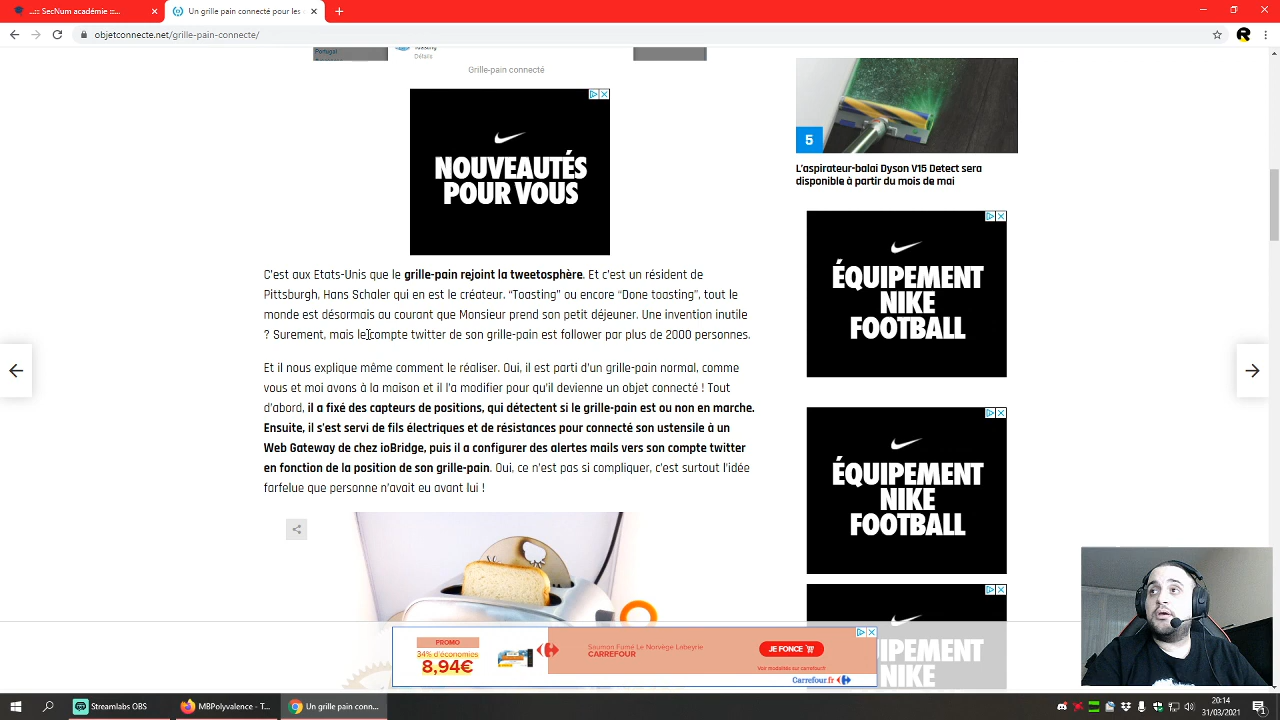 ..::: SecNum académie ...:::..
Un grille pain connecté pour les
objetconnecte.net/grille-pain-connecte/
Portugal
Toasting
Détails
Grille-pain connecté
NOUVEAUTÉS
POUR VOUS
C'est aux Etats-Unis que le grille-pain rejoint la tweetosphère. Et c'est un résident de
Pittsburgh, Hans Schaler qui en est le créateur. “Toasting” ou encore “Done toasting”, tout le
monde est désormais au courant que Monsieur prend son petit déjeuner. Une invention inutile
? Surement, mais le compte twitter de son grille-pain est follower par plus de 2000 personnes.
Et il nous explique même comment le réaliser. Oui, il est parti d'un grille-pain normal, comme
vous et moi avons à la maison et il l'a modifier pour qu'il devienne un objet connecté ! Tout
d'abord, il a fixé des capteurs de positions, qui détectent si le grille-pain est ou non en marche.
Ensuite, il s'est servi de fils électriques et de résistances pour connecté son ustensile à un
Web Gateway de chez ioBridge, puis il a configurer des alertes mails vers son compte twitter
en fonction de la position de son grille-pain. Oui, ce n'est pas si compliquer, c'est surtout l'idée
farfelue que personne n'avait eu avant lui !
5
L'aspirateur-balai Dyson V15 Detect sera
disponible à partir du mois de mai
ÉQUIPEMENT
NIKE
FOOTBALL
ÉQUIPEMENT
NIKE
FOOTBALL
IPEMENT
NIKE
PROMO
34% d'économies
8,94€
Saumon Fumé Le Norvège Labeyrie
CARREFOUR
JE FONCE
Voir modalités sur carrefour.fr
Carrefour.fr
Streamlabs OBS
MBPolyvalence - T...
Un grille pain conn...
20:14
31/03/2021